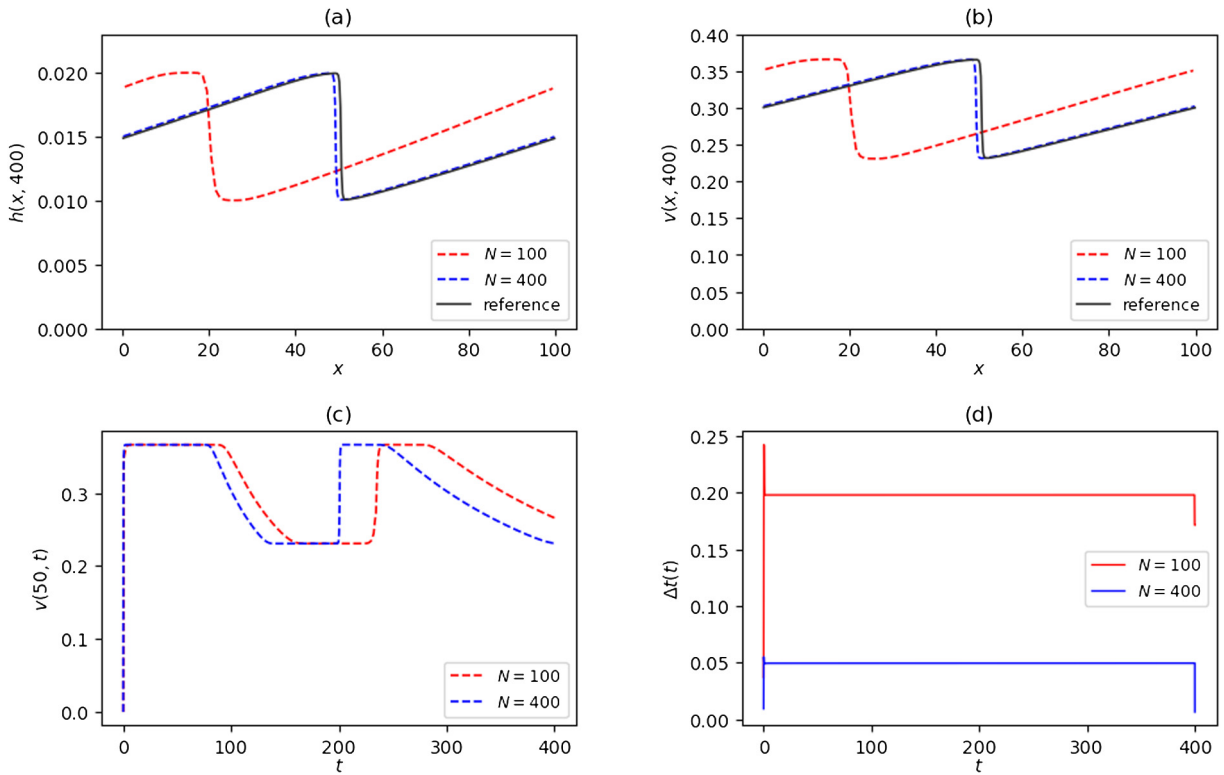 (a)
h(x, 400)
0.020
0.015
0.010
0.005
0.000
0 20 40 60 80 100
x
N = 100
N = 400
reference
(b)
v(x, 400)
0.40
0.35
0.30
0.25
0.20
0.15
0.10
0.05
0.00
0 20 40 60 80 100
x
N = 100
N = 400
reference
(c)
v(50, t)
0.3
0.2
0.1
0.0
0 100 200 300 400
t
N = 100
N = 400
(d)
Δt(t)
0.25
0.20
0.15
0.10
0.05
0.00
0 100 200 300 400
t
N = 100
N = 400